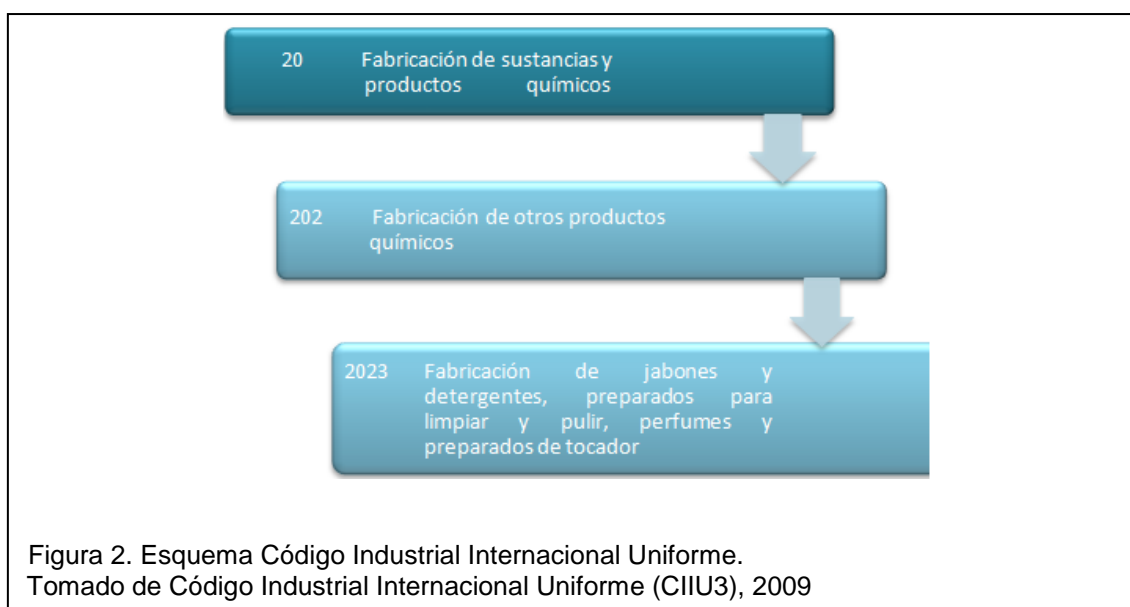 20 Fabricación de sustancias y
productos químicos
202 Fabricación de otros productos
químicos
2023 Fabricación de jabones y
detergentes, preparados para
limpiar y pulir, perfumes y
preparados de tocador
Figura 2. Esquema Código Industrial Internacional Uniforme.
Tomado de Código Industrial Internacional Uniforme (CIIU3), 2009